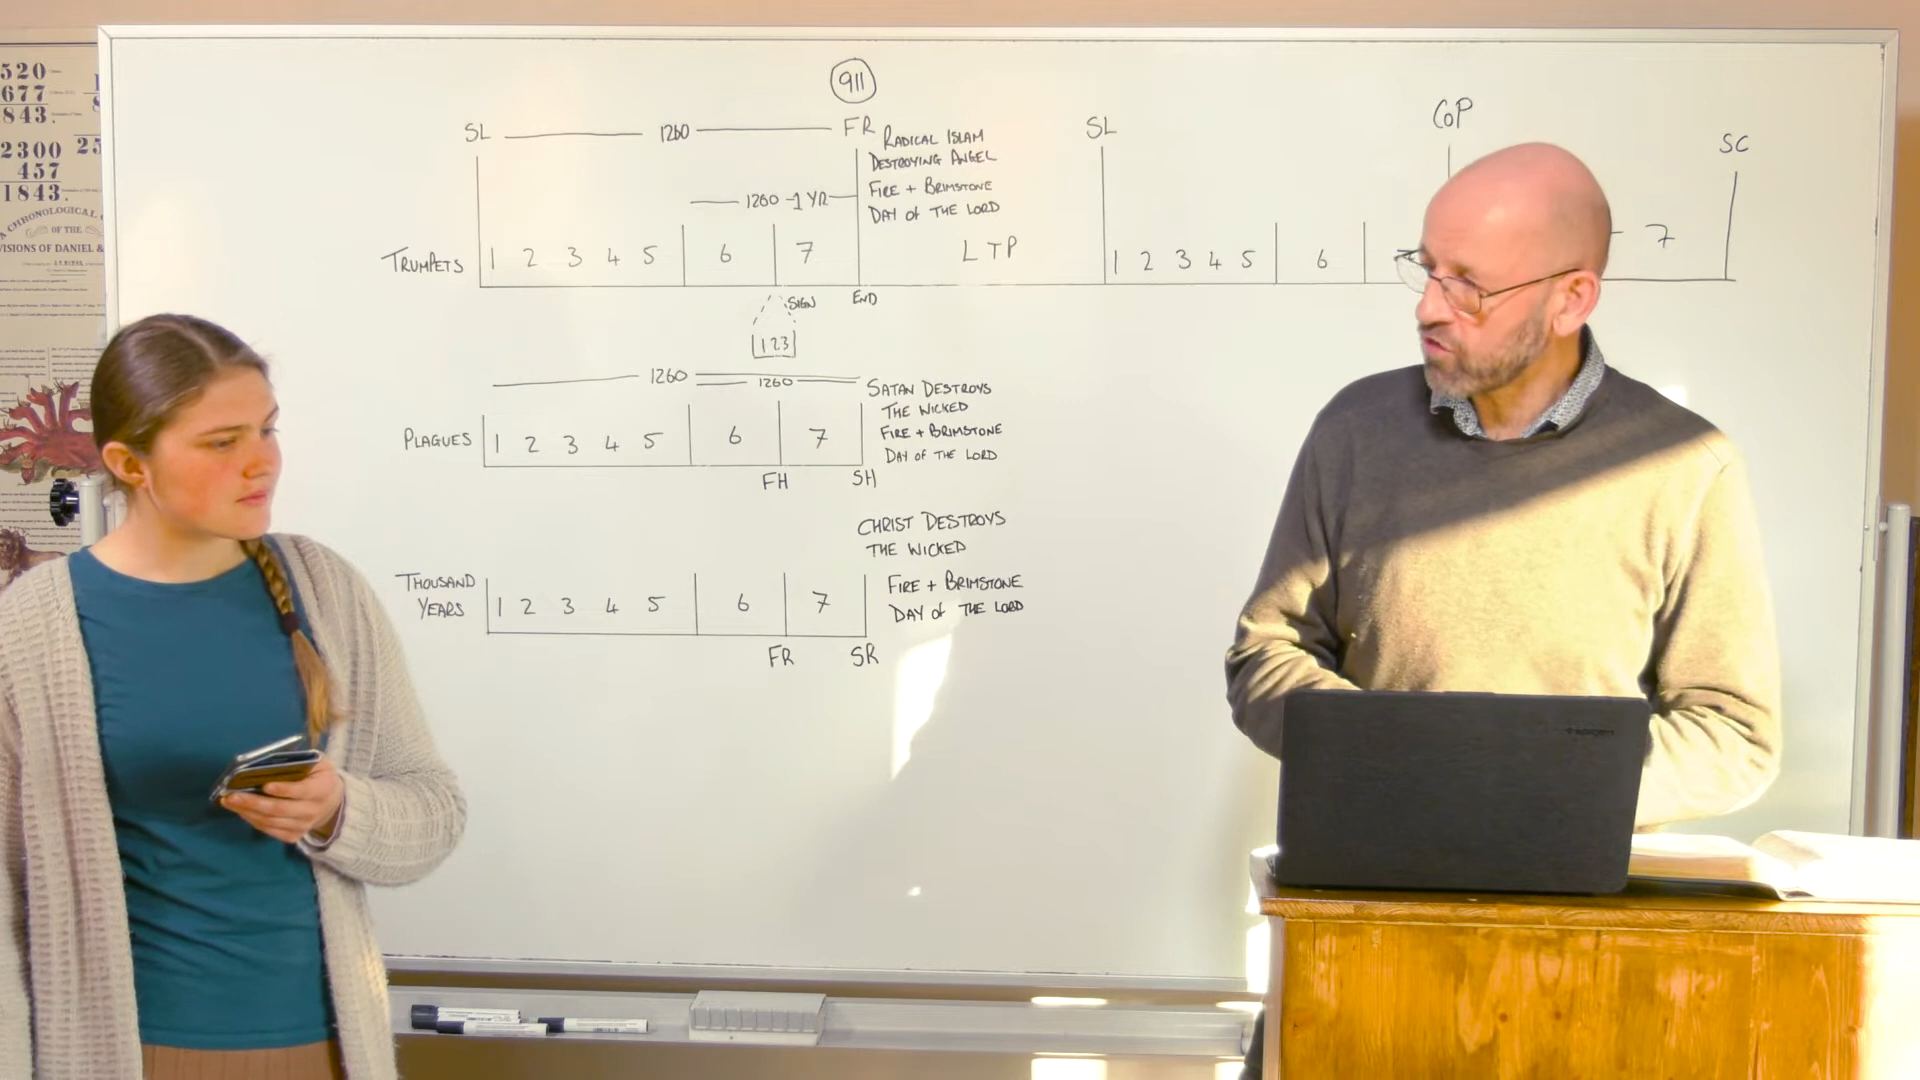 520
677
843.
2300
457
1843.
25
A CHRONOLOGICAL
OF THE
VISIONS OF DANIEL &
911
SL 1260 FR
RADICAL ISLAM
DESTROYING ANGEL
FIRE + BRIMSTONE
DAY of THE LORD
1260 -1 YR
TRUMPETS 1 2 3 4 5 6 7
SIGN END
123
LTP
SL CoP SC
1 2 3 4 5 6 7
1260 1260
SATAN DESTROYS
THE WICKED
FIRE + BRIMSTONE
DAY OF THE LORD
PLAGUES 1 2 3 4 5 6 7
FH SH
CHRIST DESTROYS
THE WICKED
FIRE + BRIMSTONE
DAY of THE LORD
THOUSAND
YEARS 1 2 3 4 5 6 7
FR SR